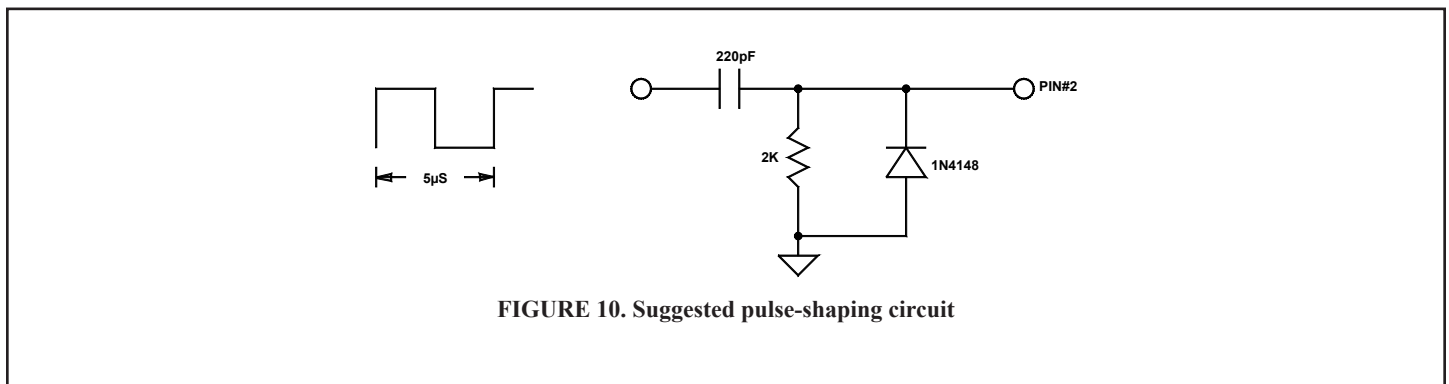 220pF
PIN#2
2K
1N4148
5µS
FIGURE 10. Suggested pulse-shaping circuit